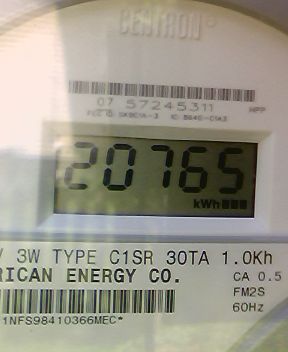 CENTRON®
07 57245311
HPP
20765
kWh
V 3W TYPE C1SR 30TA 1.0Kh
RICAN ENERGY CO.
CA 0.5
FM2S
60Hz
1NFS98410366MEC*